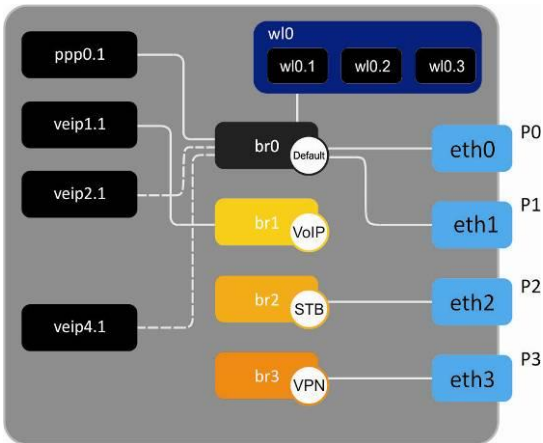 wl0
wl0.1 wl0.2 wl0.3
ppp0.1
veip1.1
veip2.1
veip4.1
br0 Default
br1 VoIP
br2 STB
br3 VPN
eth0 P0
eth1 P1
eth2 P2
eth3 P3